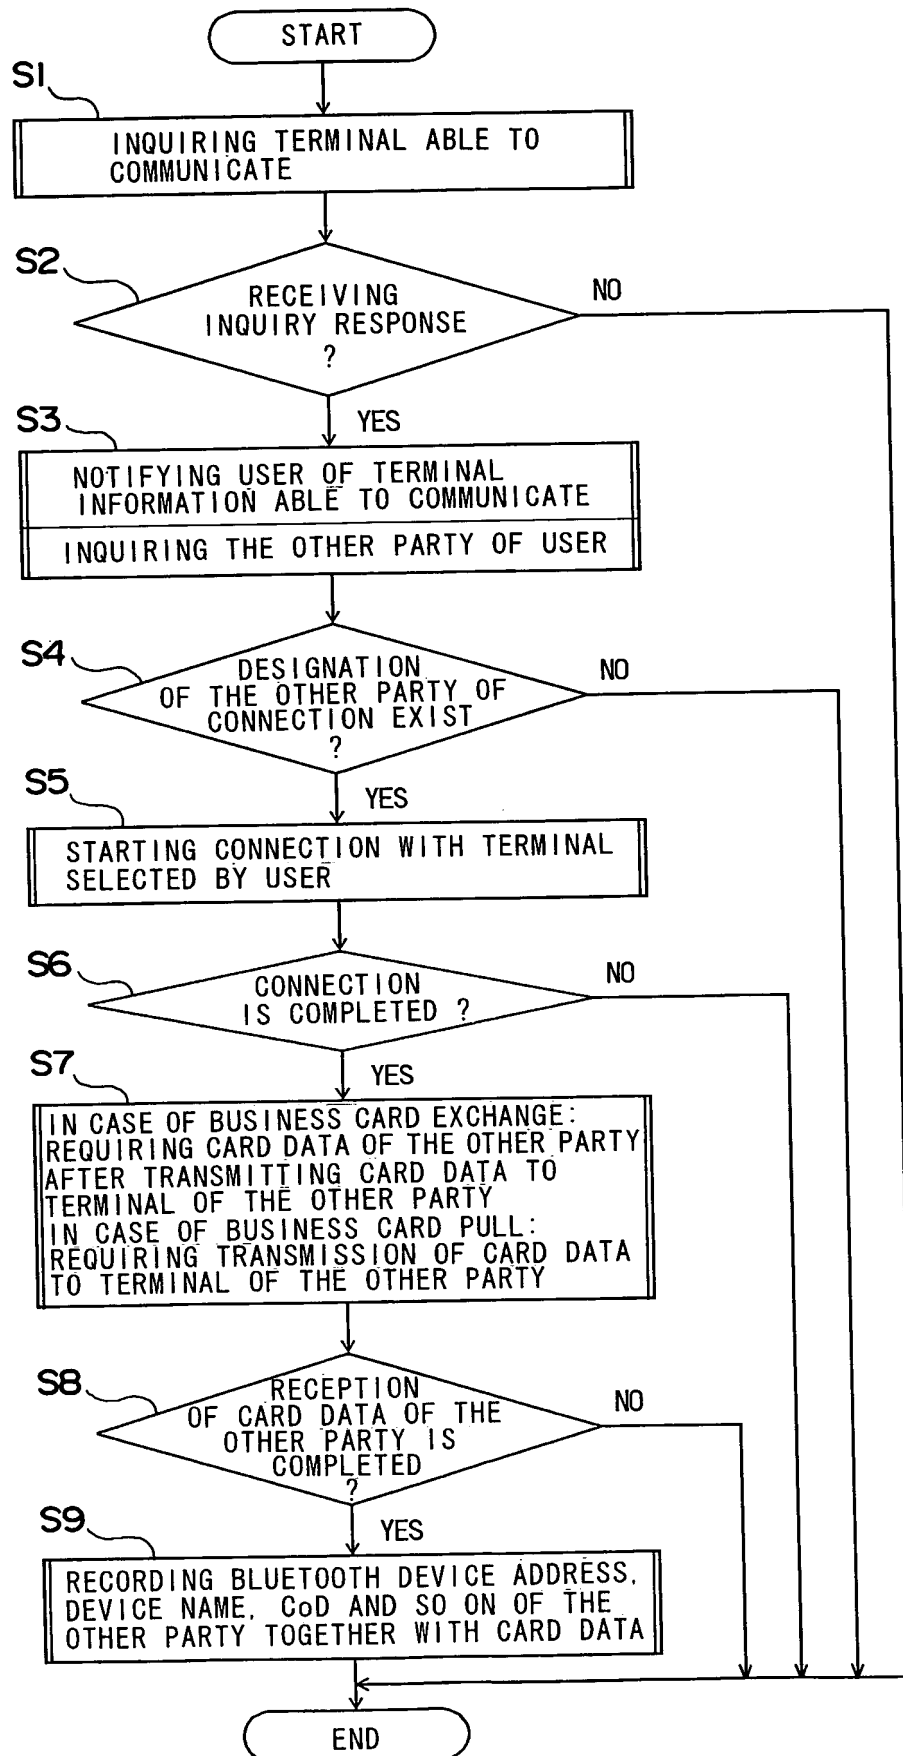 START
S1
INQUIRING TERMINAL ABLE TO
COMMUNICATE
S2
RECEIVING
INQUIRY RESPONSE
?
NO
YES
S3
NOTIFYING USER OF TERMINAL
INFORMATION ABLE TO COMMUNICATE
INQUIRING THE OTHER PARTY OF USER
S4
DESIGNATION
OF THE OTHER PARTY OF
CONNECTION EXIST
?
NO
YES
S5
STARTING CONNECTION WITH TERMINAL
SELECTED BY USER
S6
CONNECTION
IS COMPLETED ?
NO
YES
S7
IN CASE OF BUSINESS CARD EXCHANGE:
REQUIRING CARD DATA OF THE OTHER PARTY
AFTER TRANSMITTING CARD DATA TO
TERMINAL OF THE OTHER PARTY
IN CASE OF BUSINESS CARD PULL:
REQUIRING TRANSMISSION OF CARD DATA
TO TERMINAL OF THE OTHER PARTY
S8
RECEPTION
OF CARD DATA OF THE
OTHER PARTY IS
COMPLETED
?
NO
YES
S9
RECORDING BLUETOOTH DEVICE ADDRESS,
DEVICE NAME, CoD AND SO ON OF THE
OTHER PARTY TOGETHER WITH CARD DATA
END